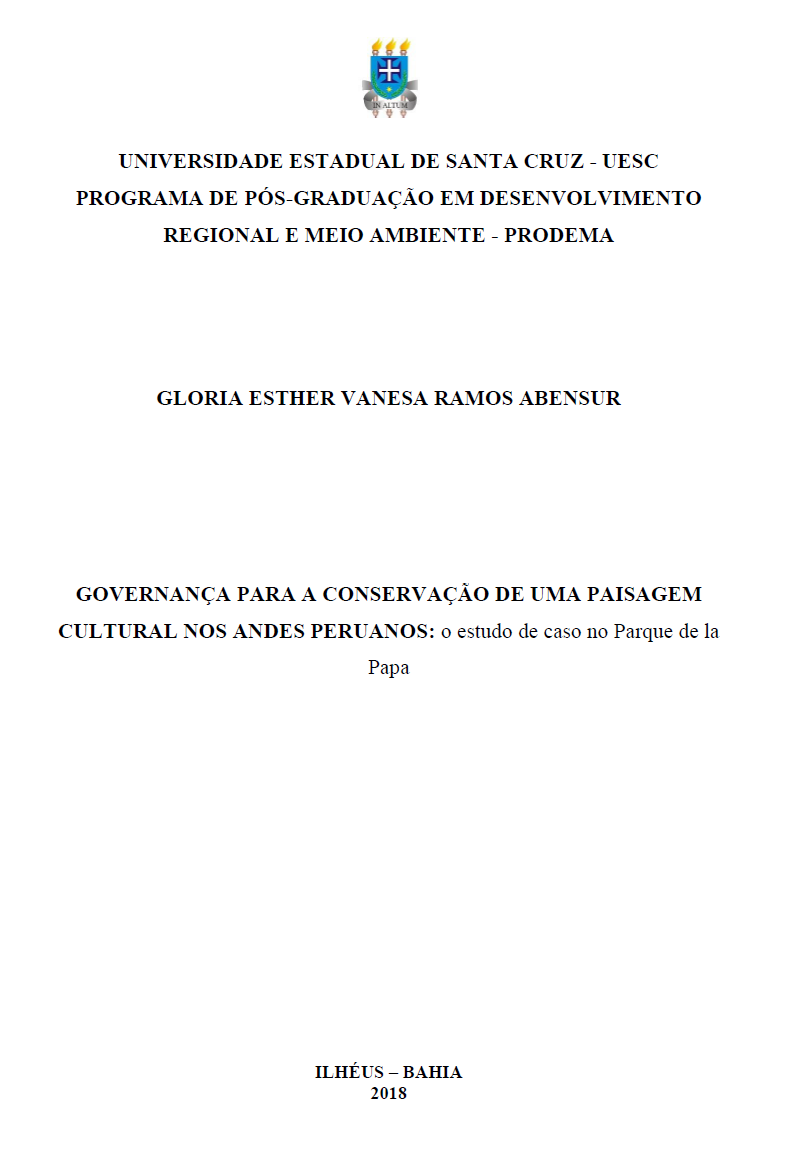 IN ALTUM
UNIVERSIDADE ESTADUAL DE SANTA CRUZ - UESC
PROGRAMA DE PÓS-GRADUAÇÃO EM DESENVOLVIMENTO
REGIONAL E MEIO AMBIENTE - PRODEMA
GLORIA ESTHER VANESA RAMOS ABENSUR
GOVERNANÇA PARA A CONSERVAÇÃO DE UMA PAISAGEM
CULTURAL NOS ANDES PERUANOS: o estudo de caso no Parque de la
Papa
ILHÉUS – BAHIA
2018